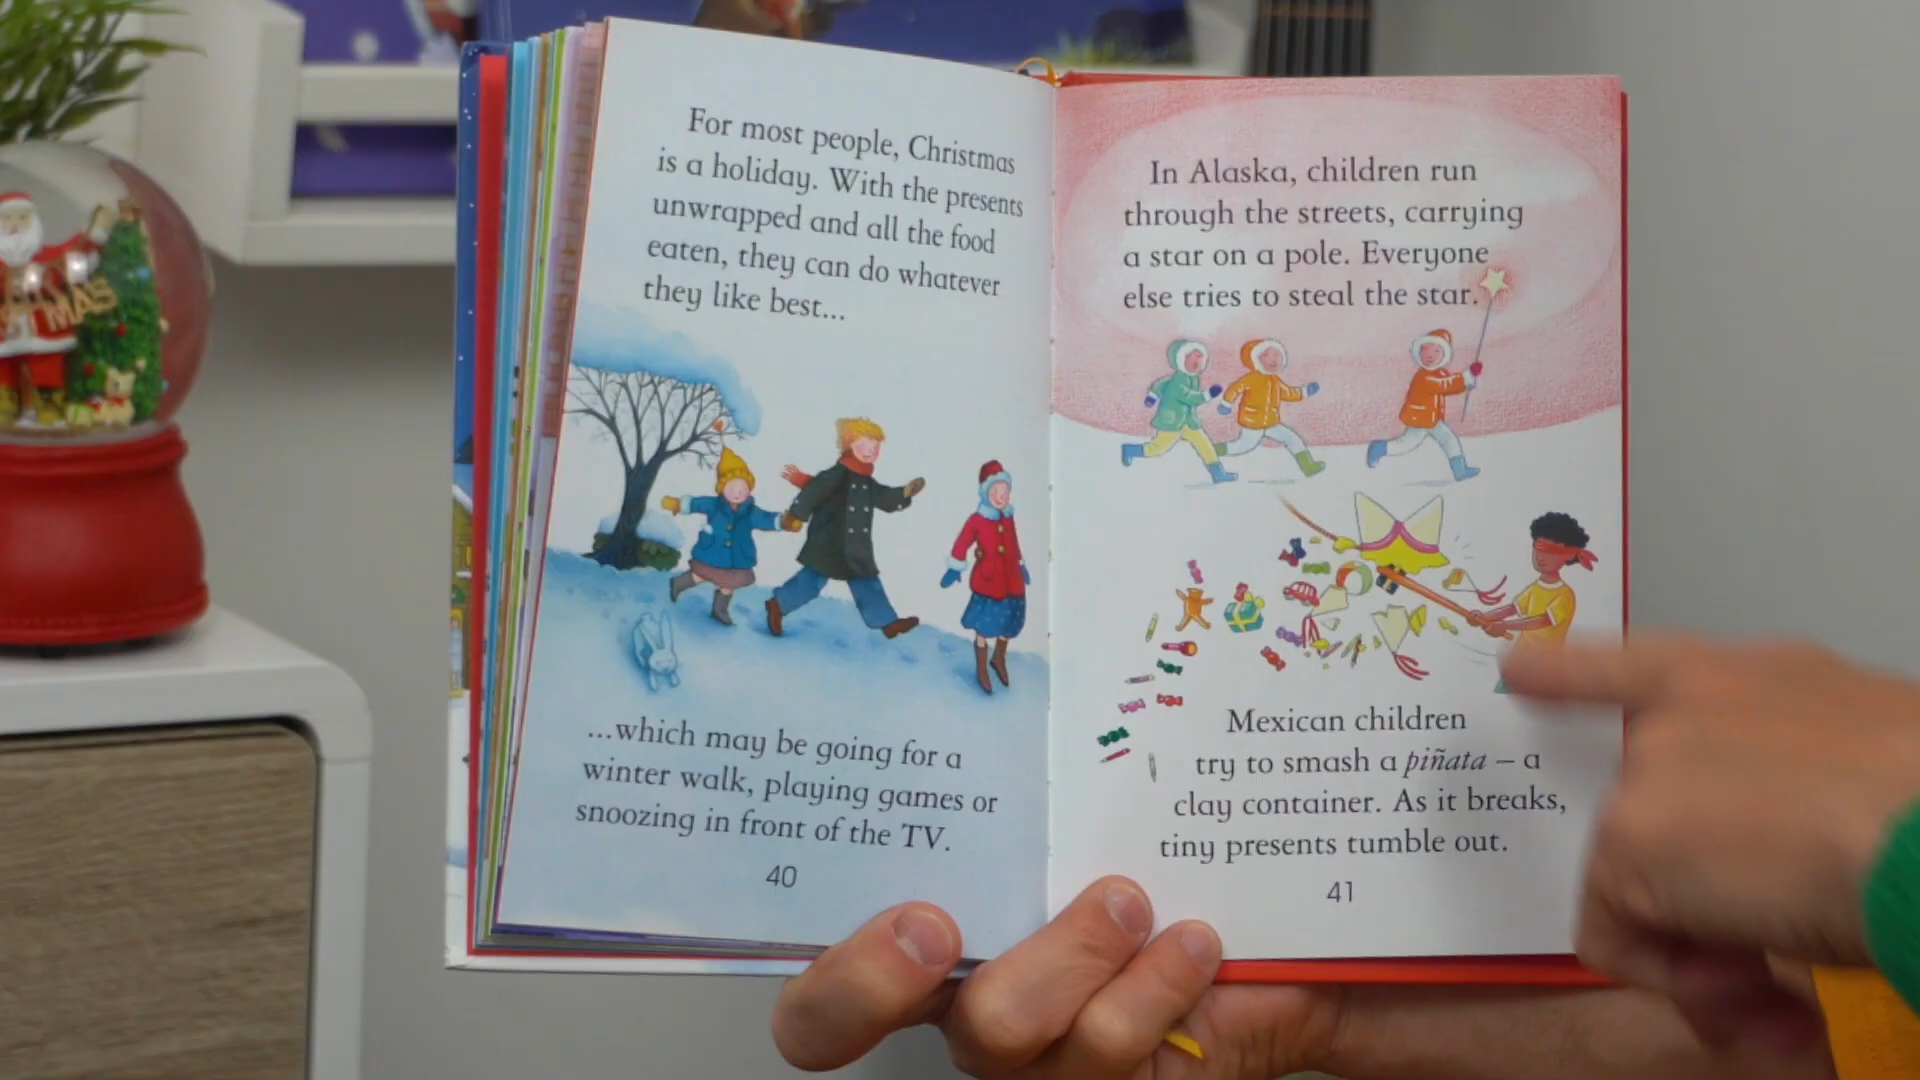 For most people, Christmas
is a holiday. With the presents
unwrapped and all the food
eaten, they can do whatever
they like best...
...which may be going for a
winter walk, playing games or
snoozing in front of the TV.
40
In Alaska, children run
through the streets, carrying
a star on a pole. Everyone
else tries to steal the star.
Mexican children
try to smash a piñata – a
clay container. As it breaks,
tiny presents tumble out.
41
MAS